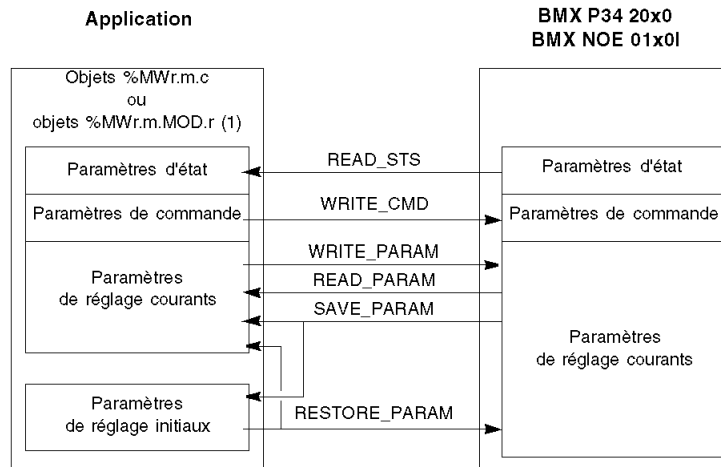 Application
BMX P34 20x0
BMX NOE 01x0I
Objets %MWr.m.c
ou
objets %MWr.m.MOD.r (1)
Paramètres d'état
READ_STS
Paramètres d'état
Paramètres de commande
WRITE_CMD
Paramètres de commande
WRITE_PARAM
READ_PARAM
SAVE_PARAM
Paramètres
de réglage courants
Paramètres
de réglage courants
Paramètres
de réglage initiaux
RESTORE_PARAM